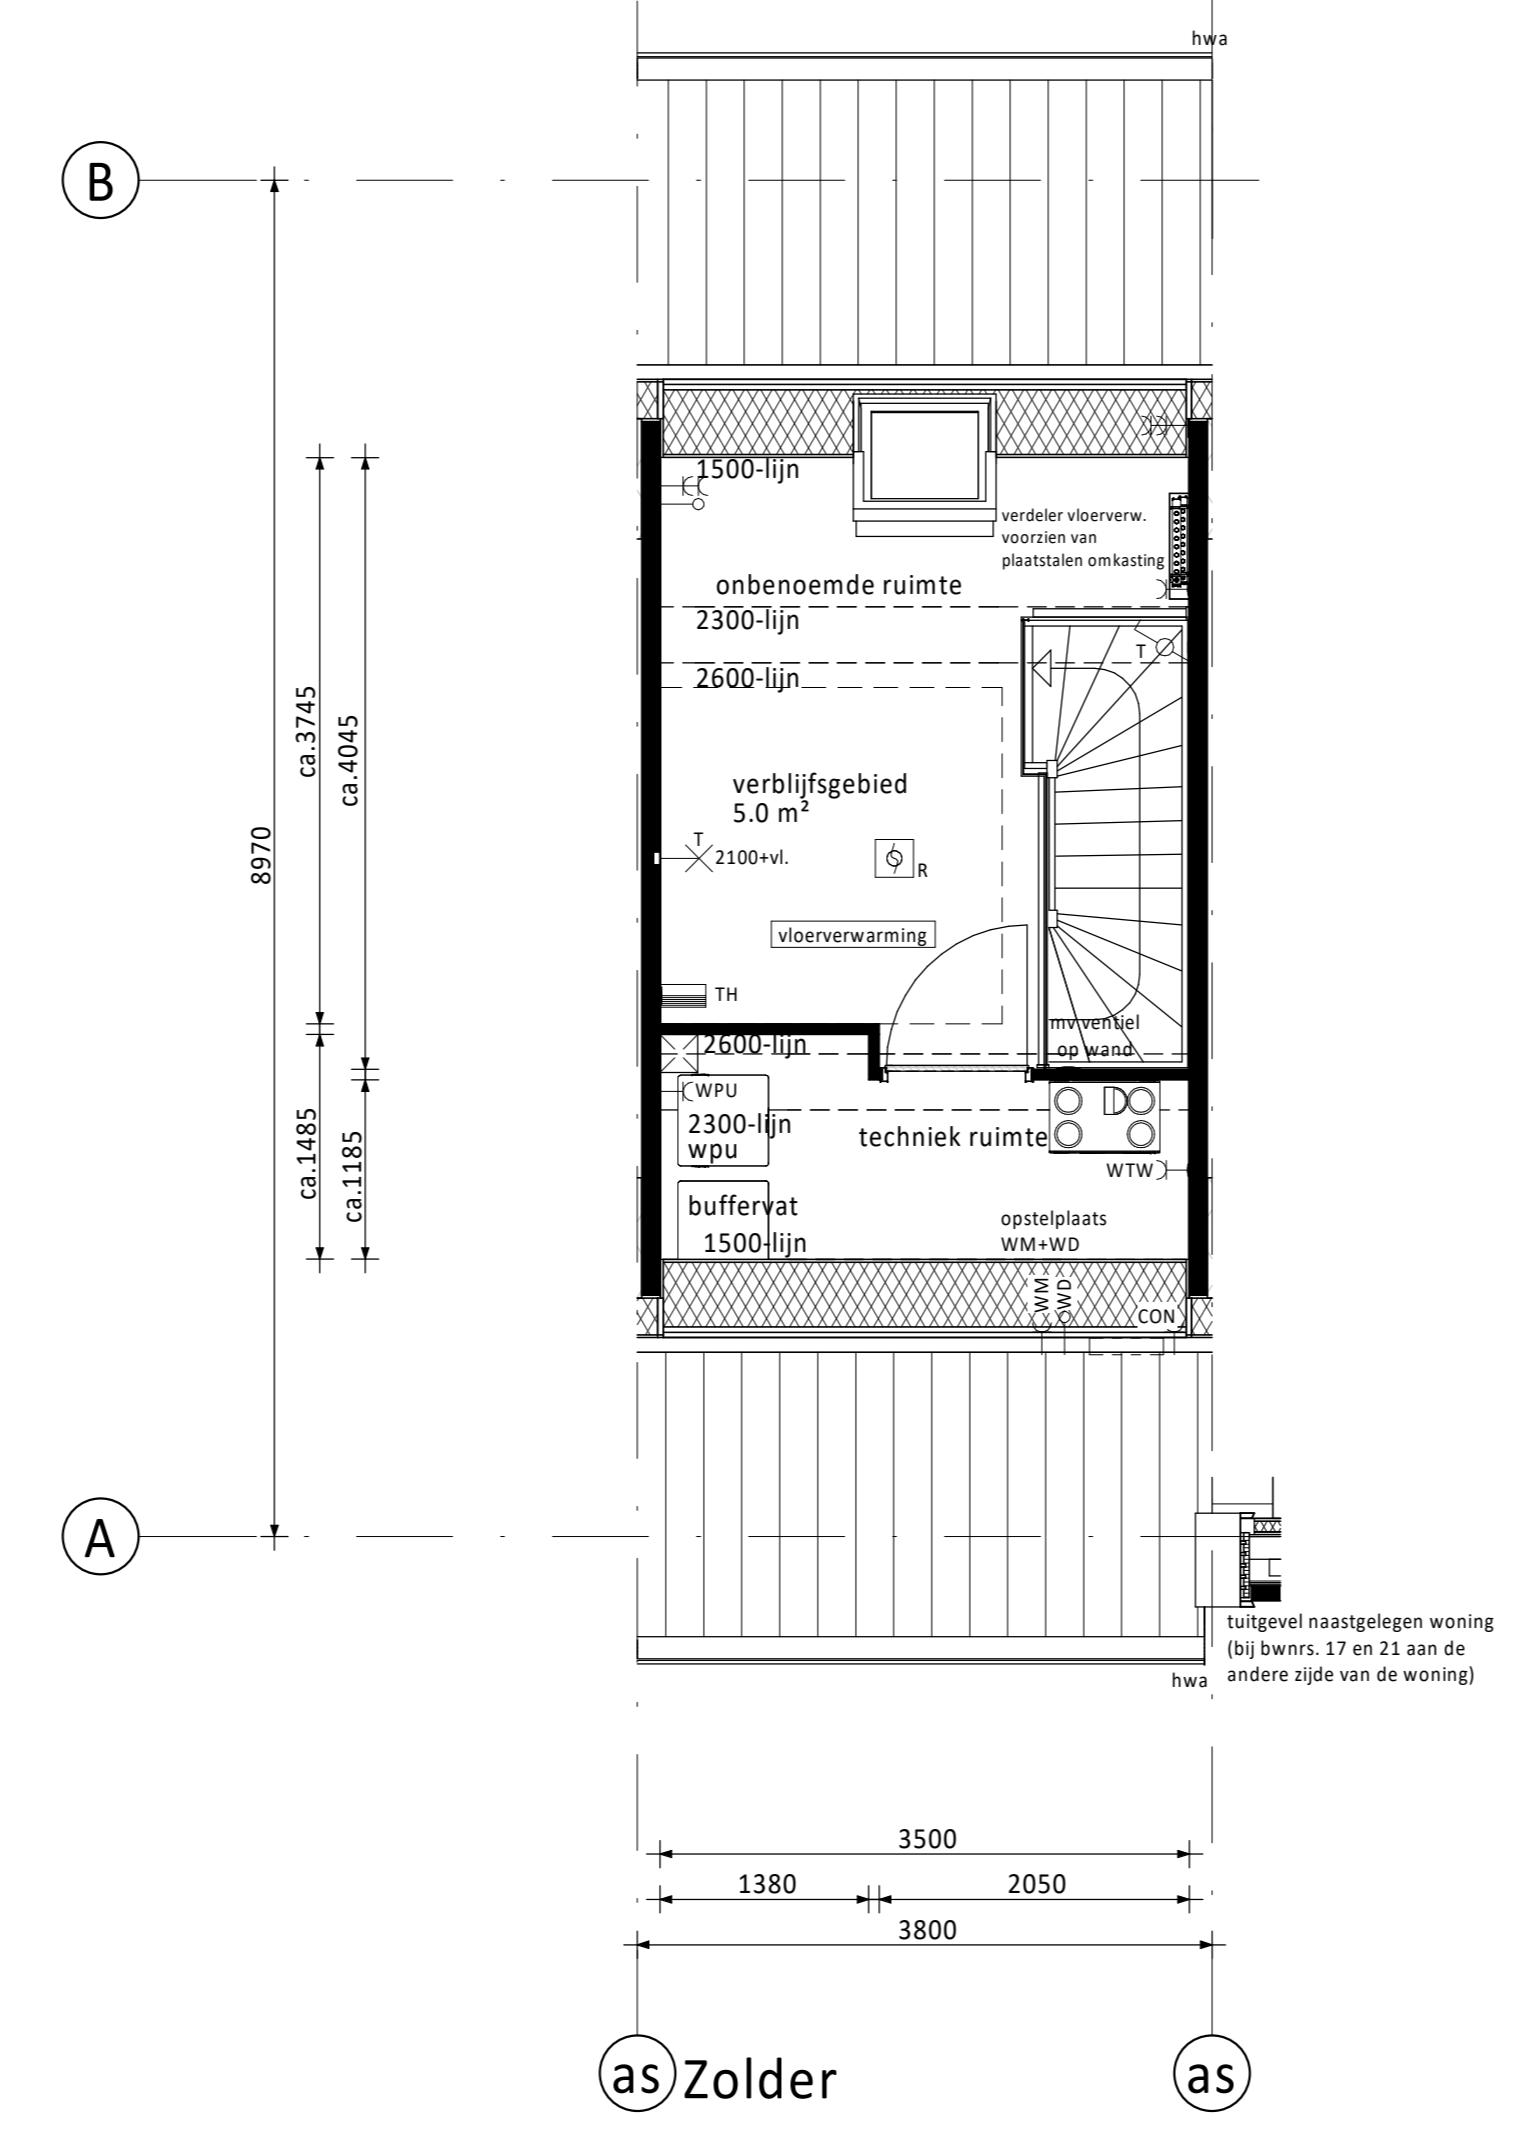 hwa
B
1500-lijn
verdeler vloerverw.
voorzien van
plaatstalen omkasting
onbenoemde ruimte
2300-lijn
T
2600-lijn
ca.3745
ca.4045
8970
verblijfsgebied
5.0 m²
T
2100+vl.
R
vloerverwarming
TH
mv ventiel
op wand
2600-lijn
WPU
2300-lijn
wpu
techniek ruimte
WTW
ca.1485
ca.1185
buffervat
1500-lijn
opstelplaats
WM+WD
WM
WD
CON
A
tuitgevel naastgelegen woning
(bij bwnrs. 17 en 21 aan de
andere zijde van de woning)
hwa
3500
1380
2050
3800
as
Zolder
as